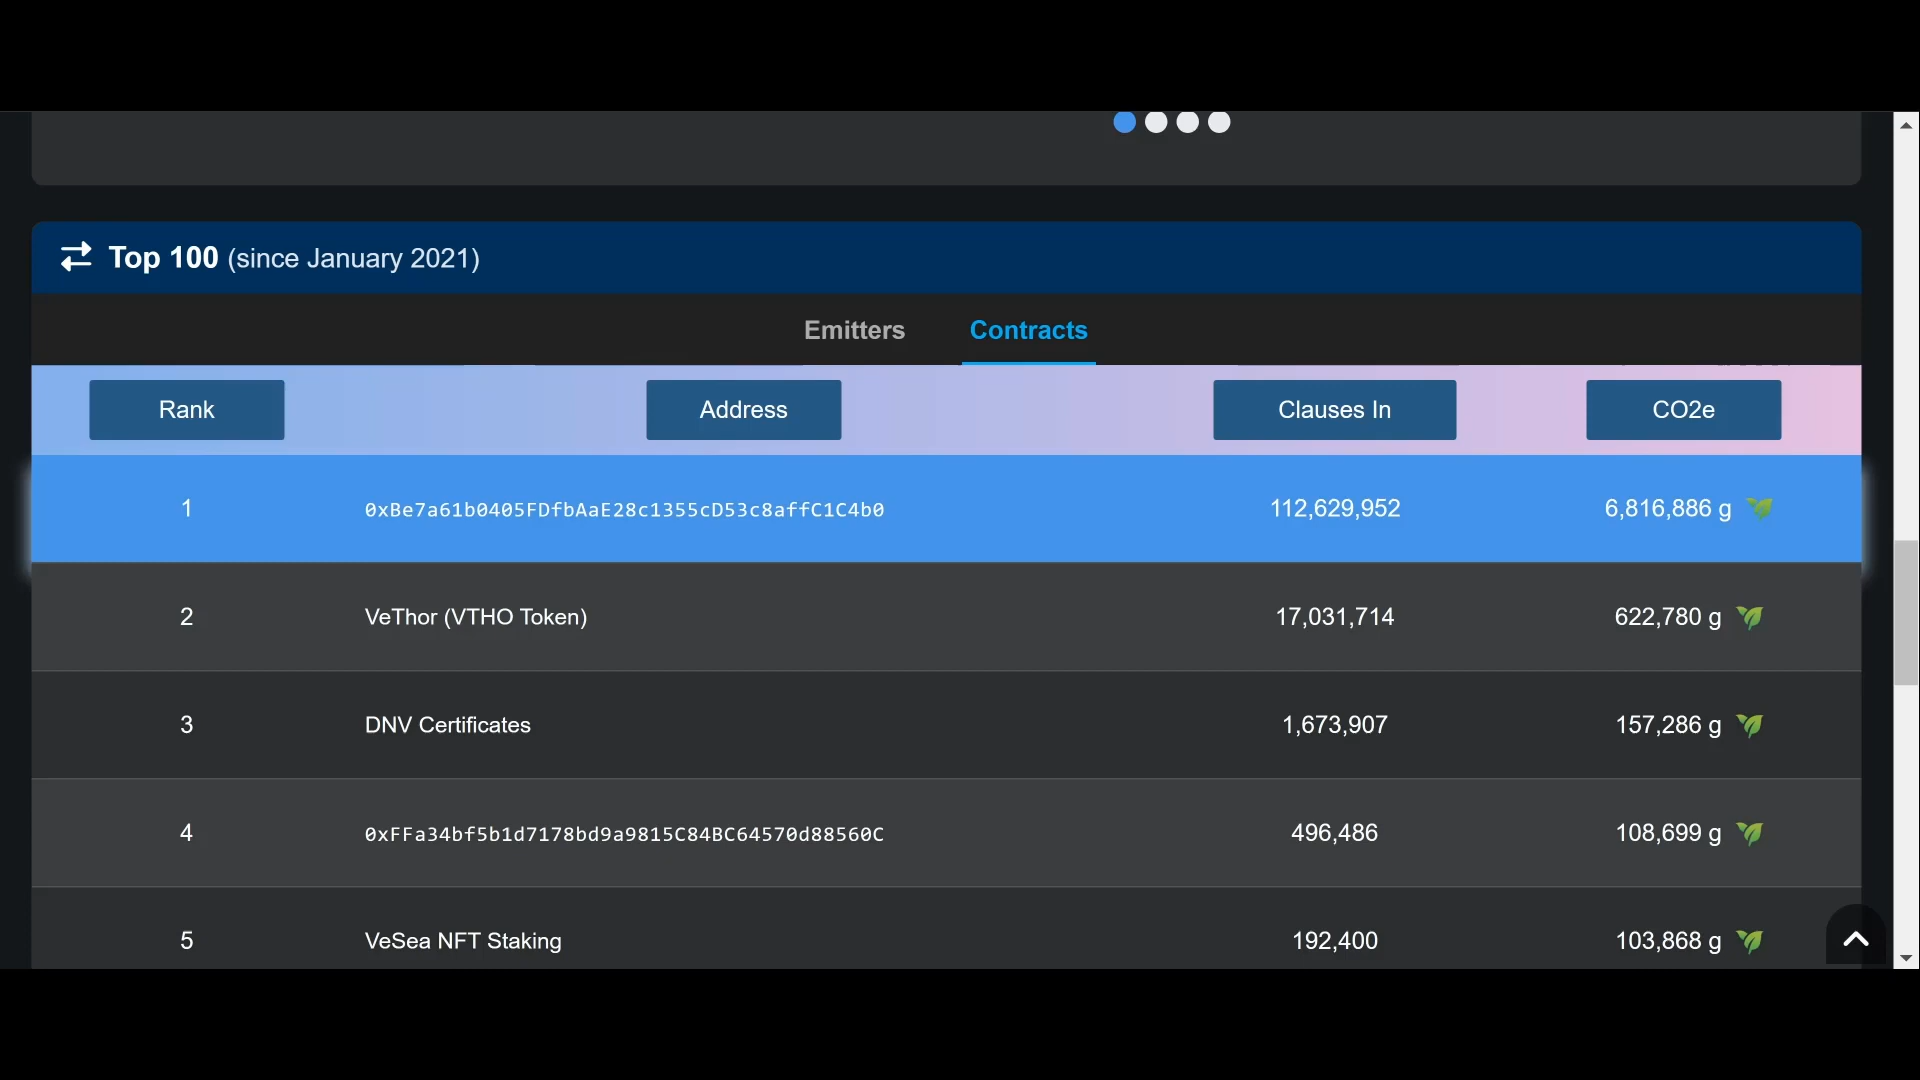 Top 100 (since January 2021)
Emitters Contracts
Rank Address Clauses In CO2e
1 0xBe7a61b0405FDfbAaE28c1355cD53c8affC1C4b0 112,629,952 6,816,886 g
2 VeThor (VTHO Token) 17,031,714 622,780 g
3 DNV Certificates 1,673,907 157,286 g
4 0xFFa34bf5b1d7178bd9a9815C84BC64570d88560C 496,486 108,699 g
5 VeSea NFT Staking 192,400 103,868 g